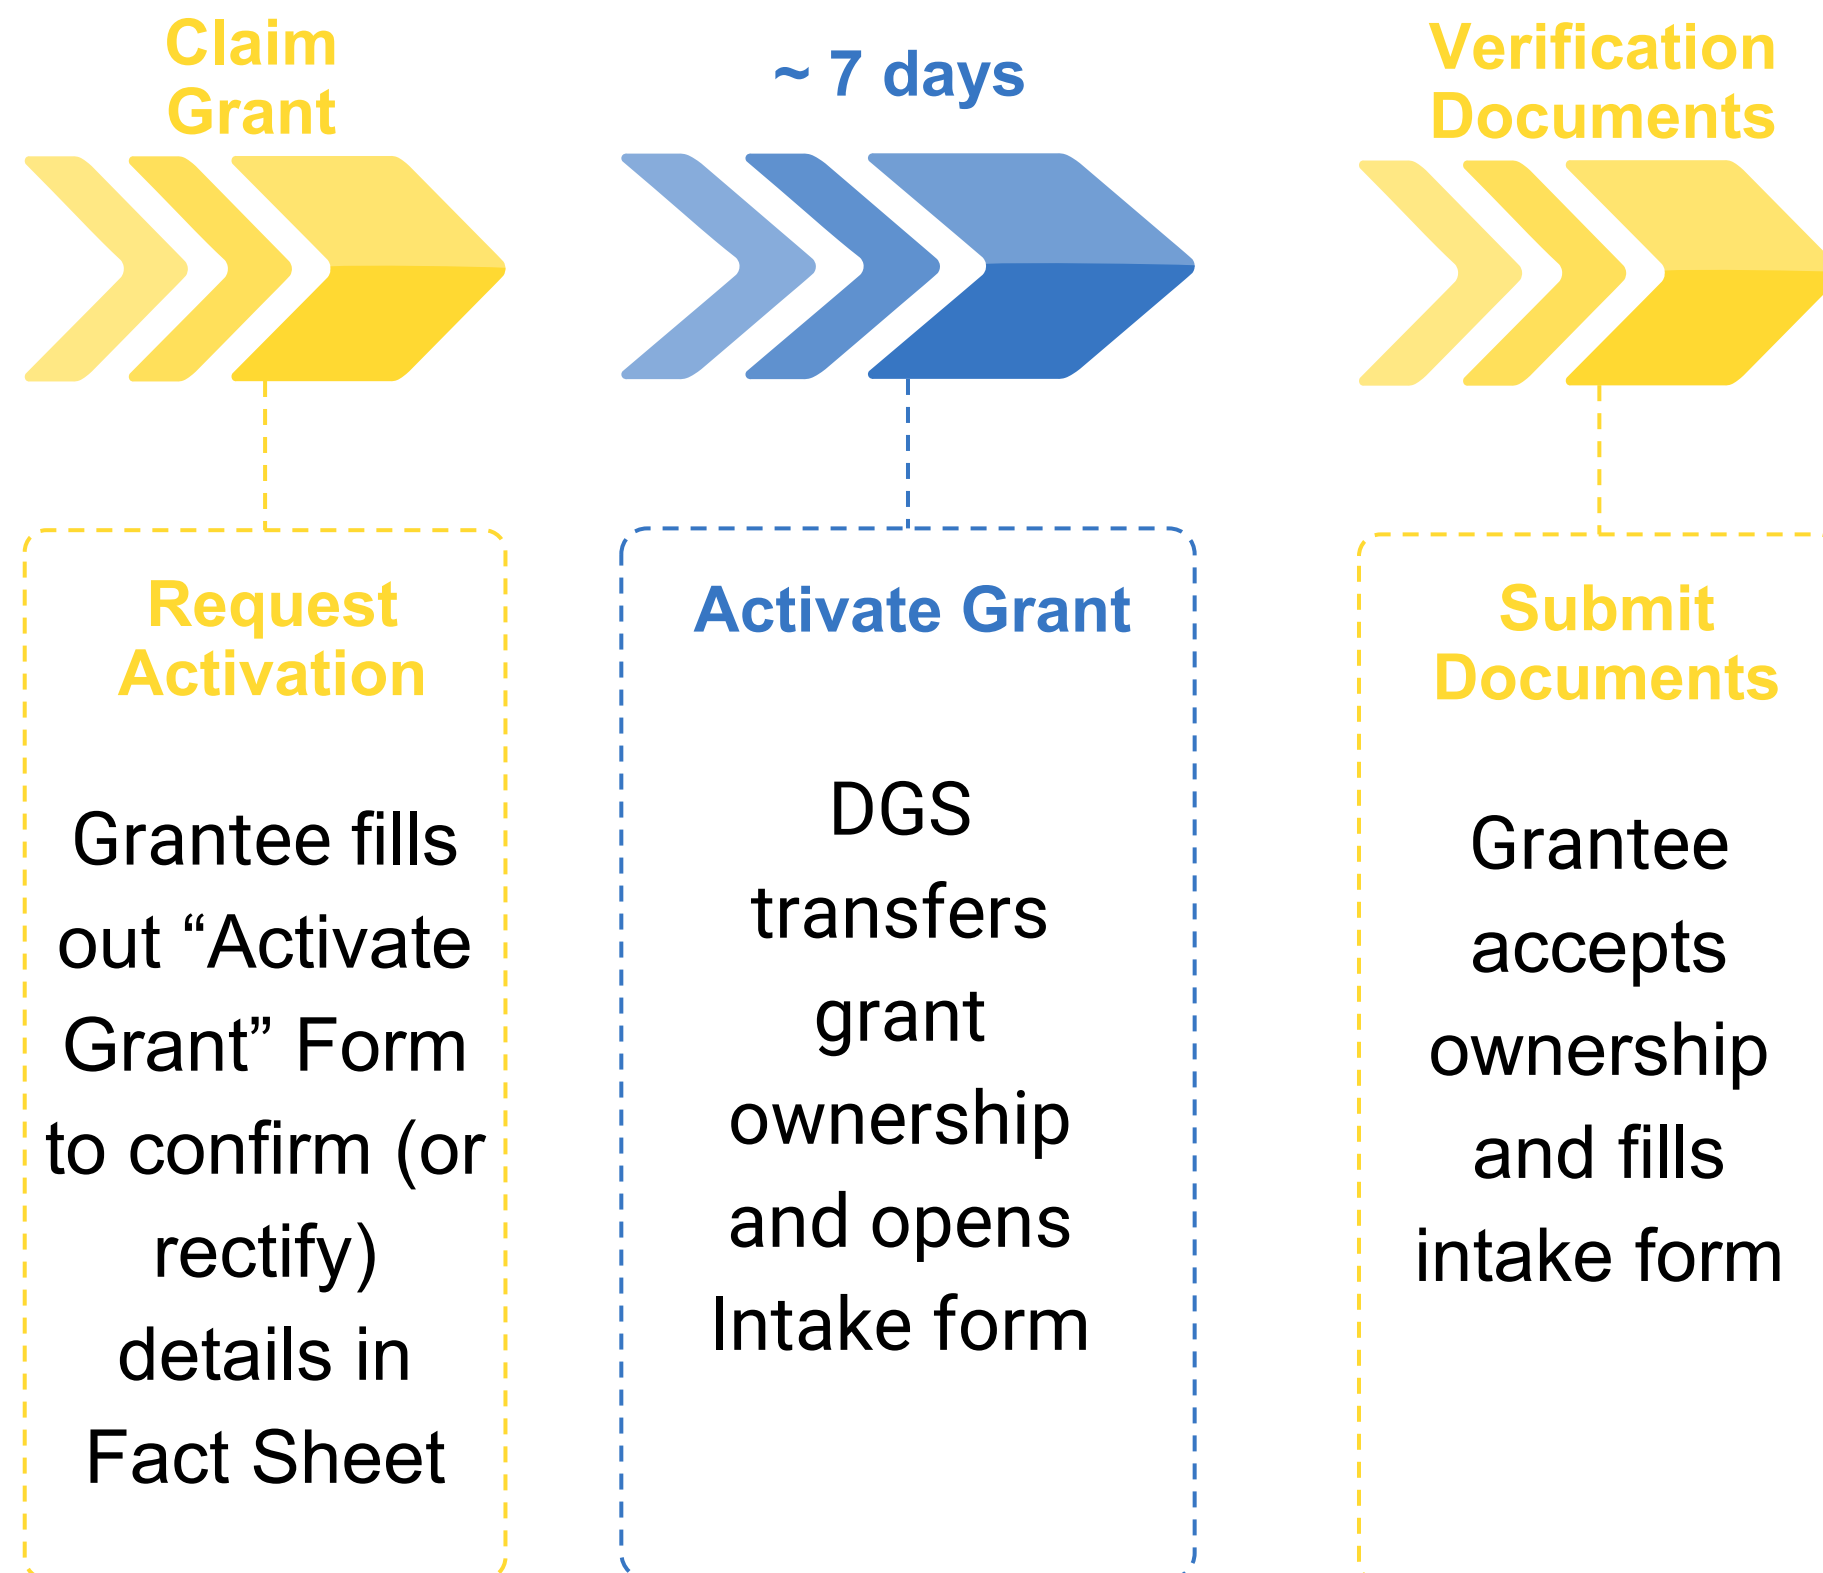 Claim
Grant
~ 7 days
Verification
Documents
Request
Activation
Grantee fills
out “Activate
Grant” Form
to confirm (or
rectify)
details in
Fact Sheet
Activate Grant
DGS
transfers
grant
ownership
and opens
Intake form
Submit
Documents
Grantee
accepts
ownership
and fills
intake form